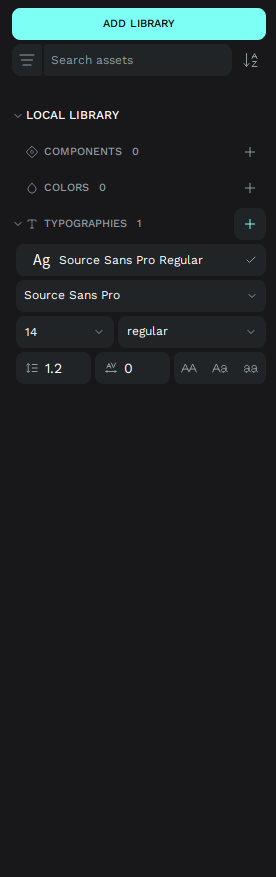 ADD LIBRARY
Search assets
LOCAL LIBRARY
COMPONENTS 0
COLORS 0
TYPOGRAPHIES 1
Ag Source Sans Pro Regular
Source Sans Pro
14 regular
1.2 0 AA Aa aa